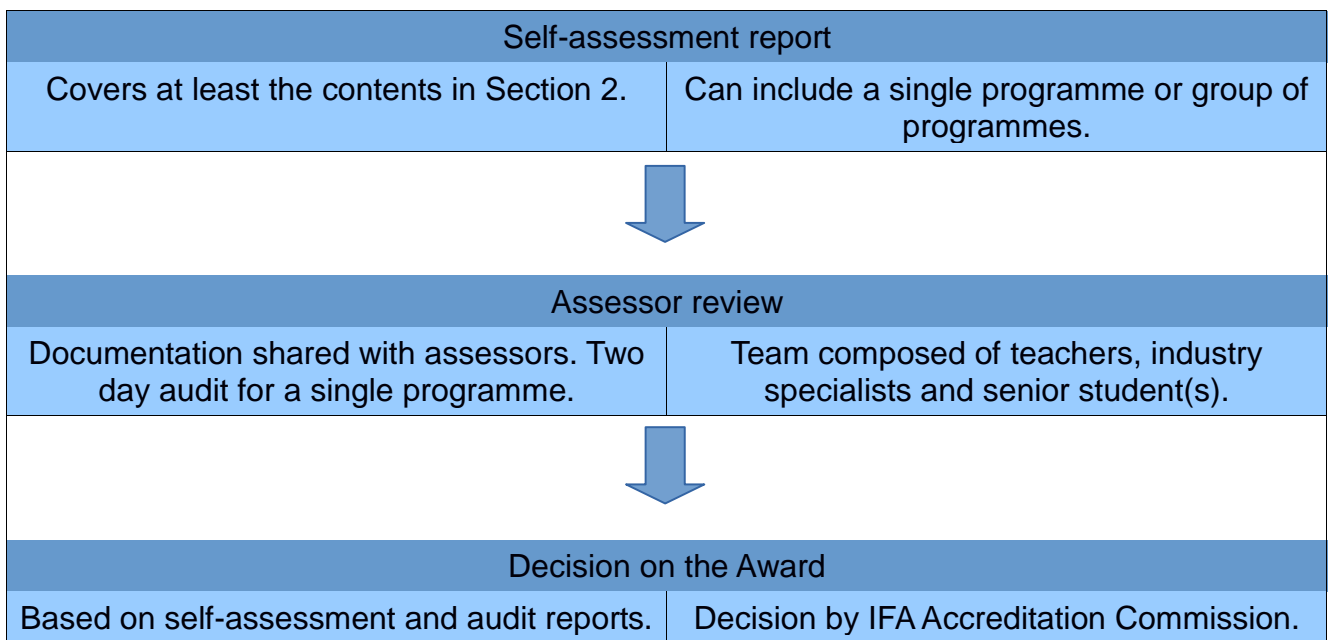 Self-assessment report
Covers at least the contents in Section 2.
Can include a single programme or group of
programmes.
Assessor review
Documentation shared with assessors. Two
day audit for a single programme.
Team composed of teachers, industry
specialists and senior student(s).
Decision on the Award
Based on self-assessment and audit reports.
Decision by IFA Accreditation Commission.